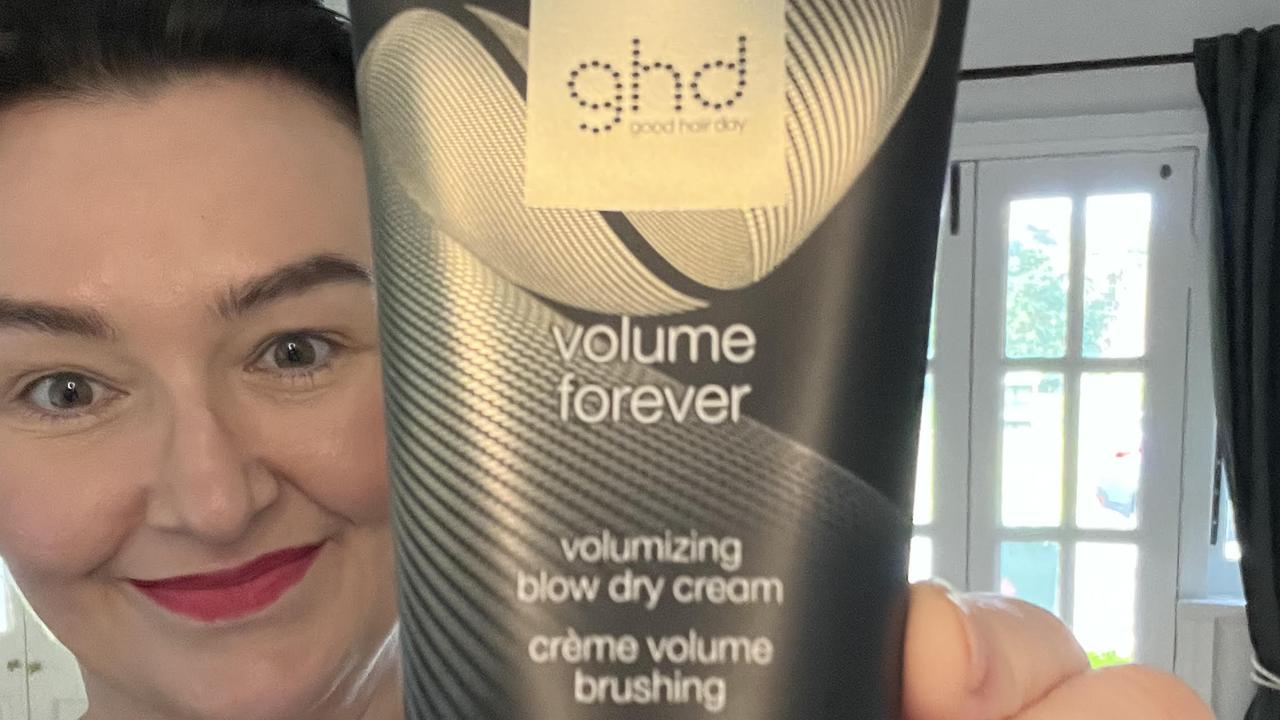 ghd
good hair day
volume
forever
volumizing
blow dry cream
crème volume
brushing